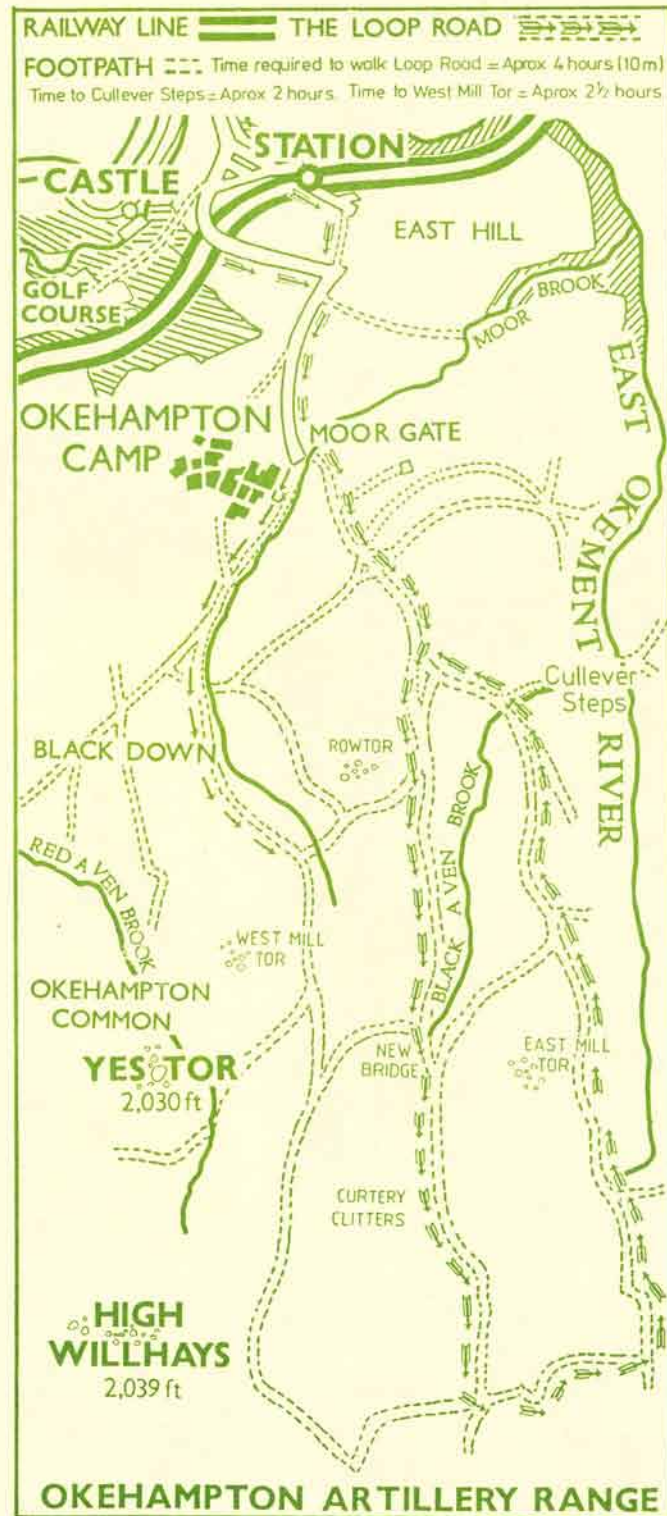 RAILWAY LINE THE LOOP ROAD
FOOTPATH Time required to walk Loop Road = Aprox 4 hours (10m)
Time to Cullever Steps = Aprox 2 hours. Time to West Mill Tor = Aprox 2½ hours
STATION
CASTLE
EAST HILL
GOLF
COURSE
MOOR BROOK
EAST OKEMENT RIVER
OKEHAMPTON
CAMP
MOOR GATE
Cullever
Steps
BLACK DOWN
ROWTOR
RED A VEN BROOK
BLACK A VEN BROOK
WEST MILL
TOR
OKEHAMPTON
COMMON
YES TOR
2,030 ft
NEW
BRIDGE
EAST MILL
TOR
CURTERY
CLITTERS
HIGH
WILLHAYS
2,039 ft
OKEHAMPTON ARTILLERY RANGE